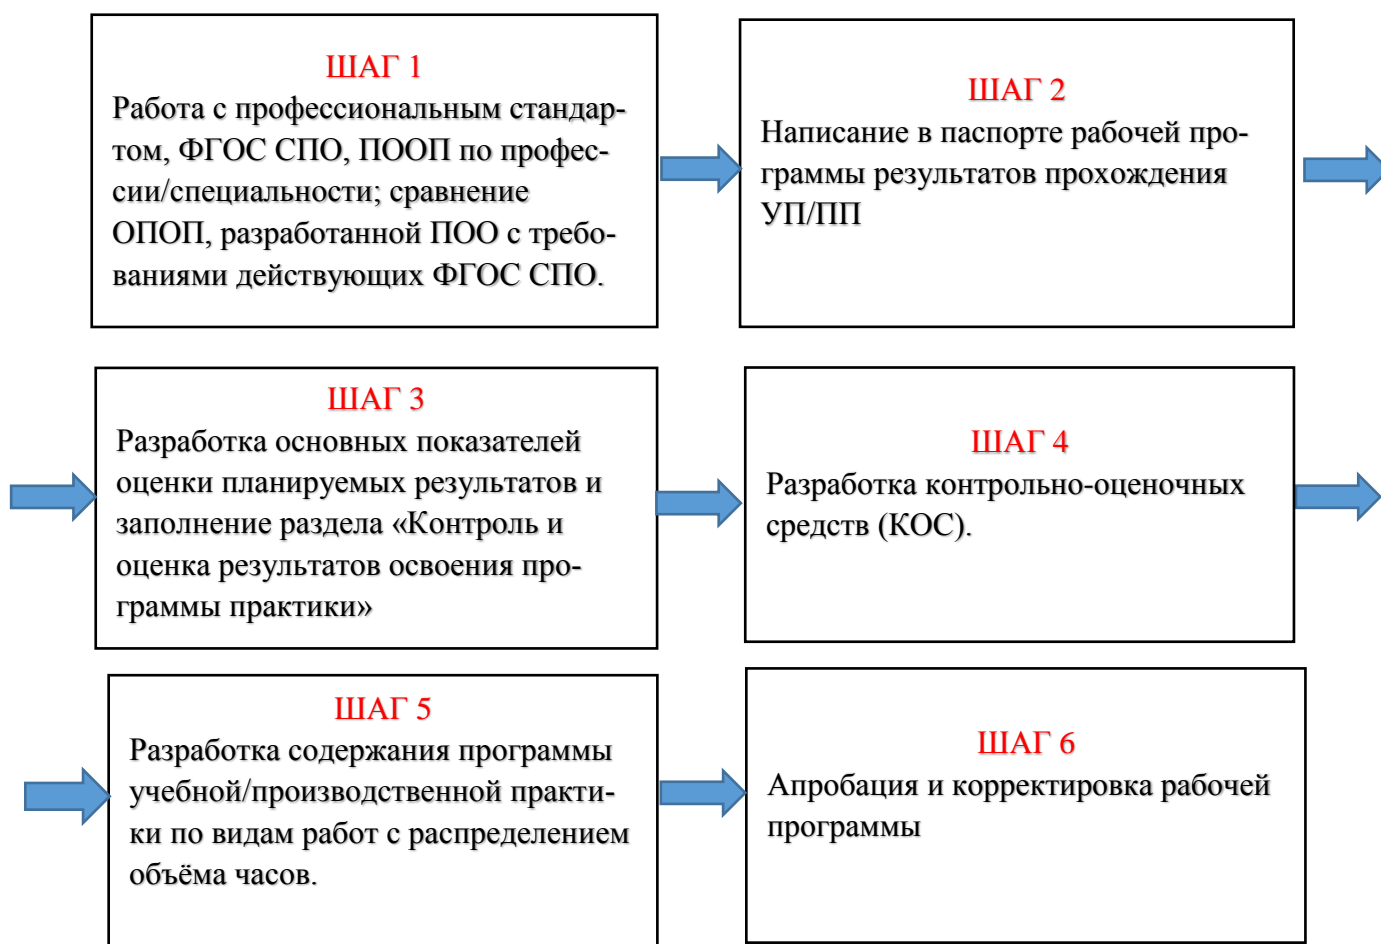 ШАГ 1
Работа с профессиональным стандар-
том, ФГОС СПО, ПООП по профес-
сии/специальности; сравнение
ОПОП, разработанной ПОО с требо-
ваниями действующих ФГОС СПО.
ШАГ 2
Написание в паспорте рабочей про-
граммы результатов прохождения
УП/ПП
ШАГ 3
Разработка основных показателей
оценки планируемых результатов и
заполнение раздела «Контроль и
оценка результатов освоения про-
граммы практики»
ШАГ 4
Разработка контрольно-оценочных
средств (КОС).
ШАГ 5
Разработка содержания программы
учебной/производственной практи-
ки по видам работ с распределением
объёма часов.
ШАГ 6
Апробация и корректировка рабочей
программы